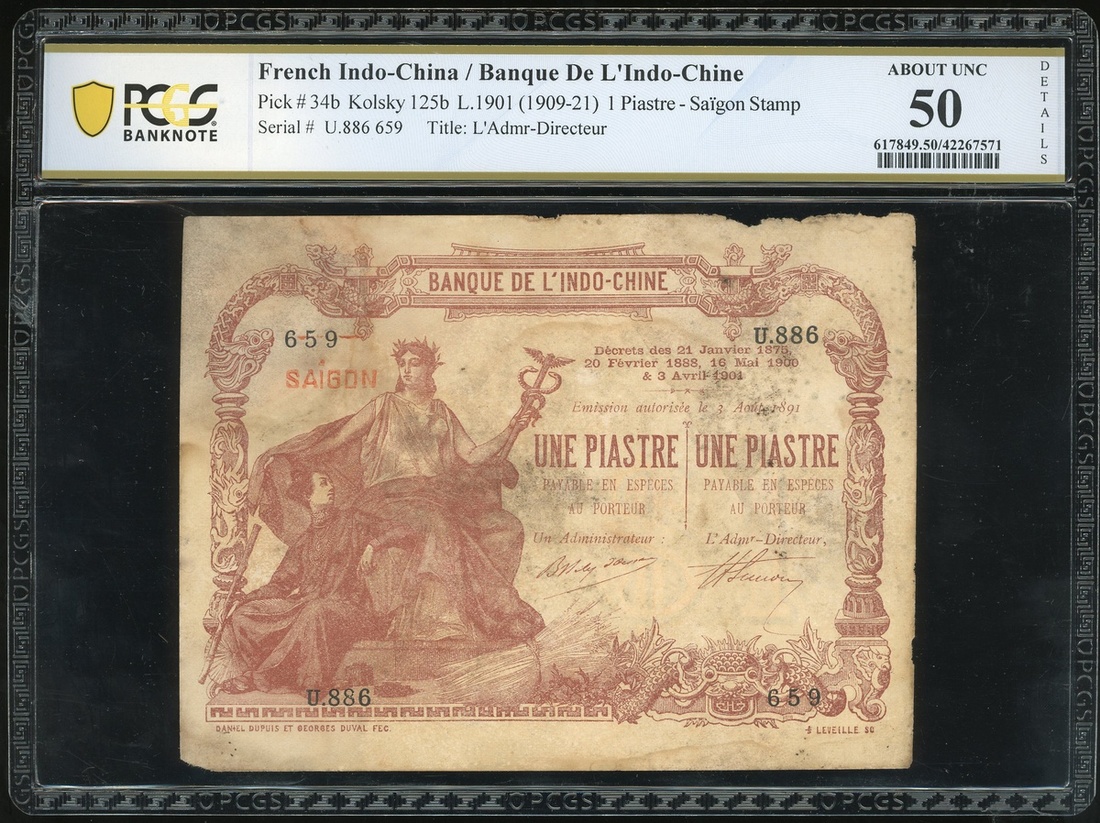 PCGS BANKNOTE
French Indo-China / Banque De L'Indo-Chine
Pick # 34b Kolsky 125b L.1901 (1909-21) 1 Piastre - Saïgon Stamp
Serial # U.886 659 Title: L'Admr-Directeur
ABOUT UNC
50
617849.50/42267571
DETAILS
BANQUE DE L'INDO-CHINE
659
U.886
SAIGON
Décrets des 21 Janvier 1875,
20 Février 1888, 16 Mai 1900
& 3 Avril 1901
Emission autorisée le 3 Août 1891
UNE PIASTRE UNE PIASTRE
PAYABLE EN ESPÈCES PAYABLE EN ESPÈCES
AU PORTEUR AU PORTEUR
Un Administrateur : L'Admr-Directeur,
U.886
659
DANIEL DUPUIS ET GEORGES DUVAL FEC.
LEVEILLE SC